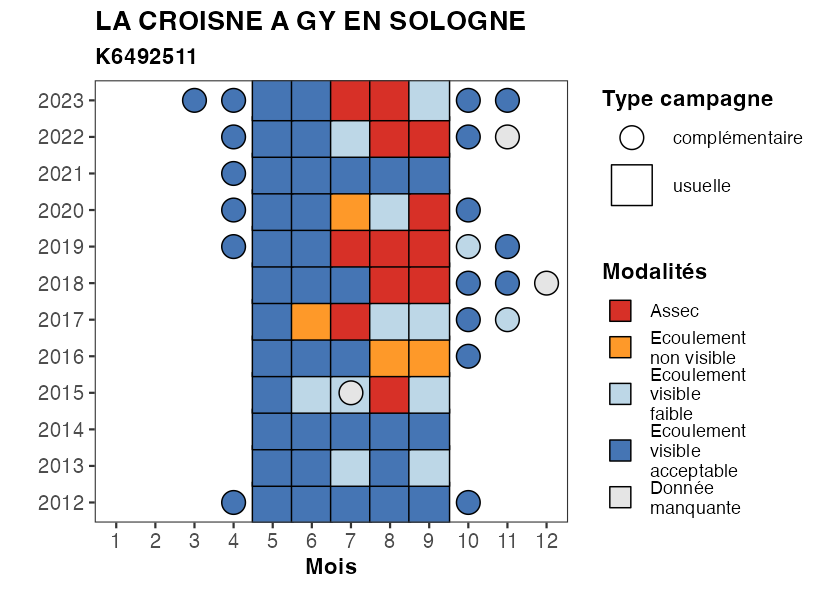 LA CROISNE A GY EN SOLOGNE
K6492511
2023
2022
2021
2020
2019
2018
2017
2016
2015
2014
2013
2012
1 2 3 4 5 6 7 8 9 10 11 12
Mois
Type campagne
complémentaire
usuelle
Modalités
Assec
Ecoulement
non visible
Ecoulement
visible
faible
Ecoulement
visible
acceptable
Donnée
manquante